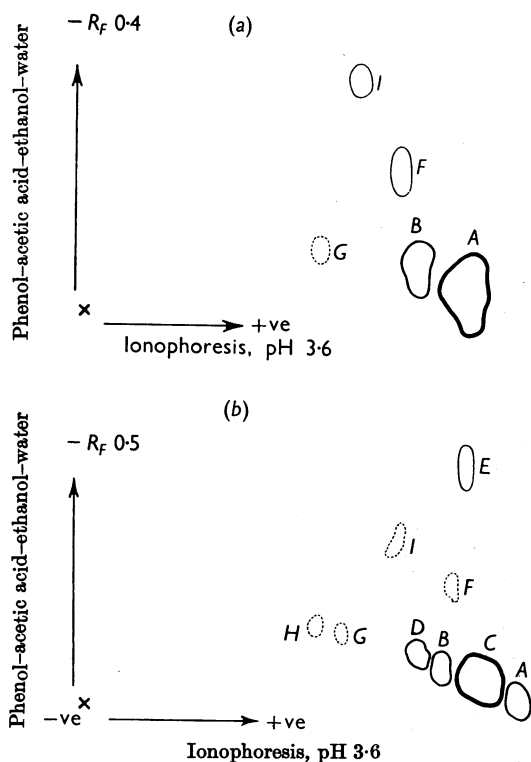 (a)
– R_F 0·4
Phenol–acetic acid–ethanol–water
I
F
B
A
G
×
+ve
Ionophoresis, pH 3·6
(b)
– R_F 0·5
Phenol–acetic acid–ethanol–water
E
I
F
H
G
D
B
C
A
×
–ve
+ve
Ionophoresis, pH 3·6